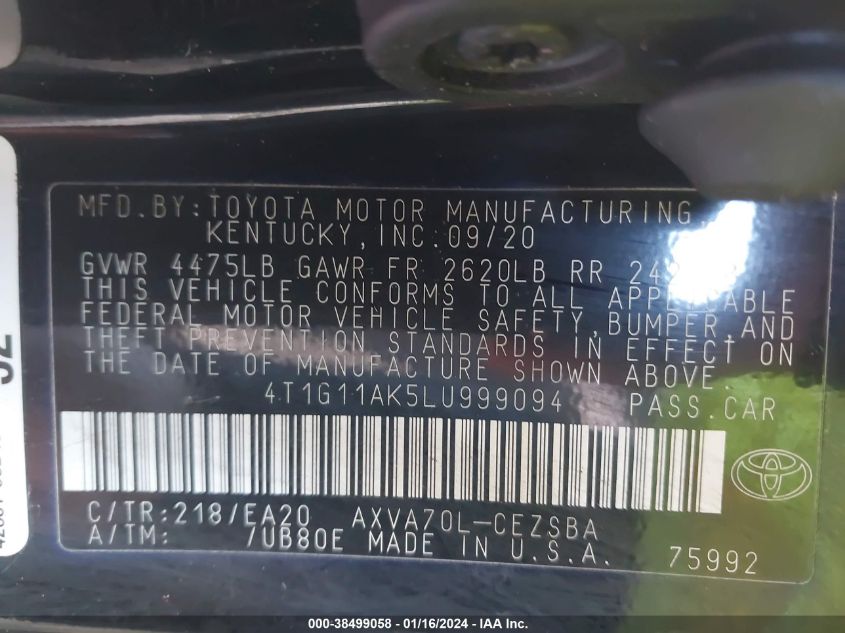 MFD.BY:TOYOTA MOTOR MANUFACTURING
KENTUCKY,INC.09/20
GVWR 4475LB GAWR FR 2620LB RR
THIS VEHICLE CONFORMS TO ALL APPLICABLE
FEDERAL MOTOR VEHICLE SAFETY,BUMPER,AND
THEFT PREVENTION STANDARDS IN EFFECT ON
THE DATE OF MANUFACTURE SHOWN ABOVE.
4T1G11AK5LU999094 PASS.CAR
C/TR:218/EA20 AXVA70L-CEZSBA
A/TM: /UB80E MADE IN U.S.A. 75992
000-38499058 - 01/16/2024 - IAA Inc.